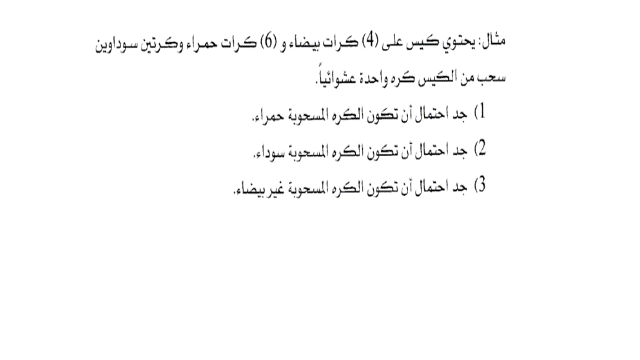 مثال: يحتوي كيس على (4) كرات بيضاء و (6) كرات حمراء وكرتين سوداوين
سحب من الكيس كره واحدة عشوائياً.
1) جد احتمال أن تكون الكره المسحوبة حمراء.
2) جد احتمال أن تكون الكره المسحوبة سوداء.
3) جد احتمال أن تكون الكره المسحوبة غير بيضاء.